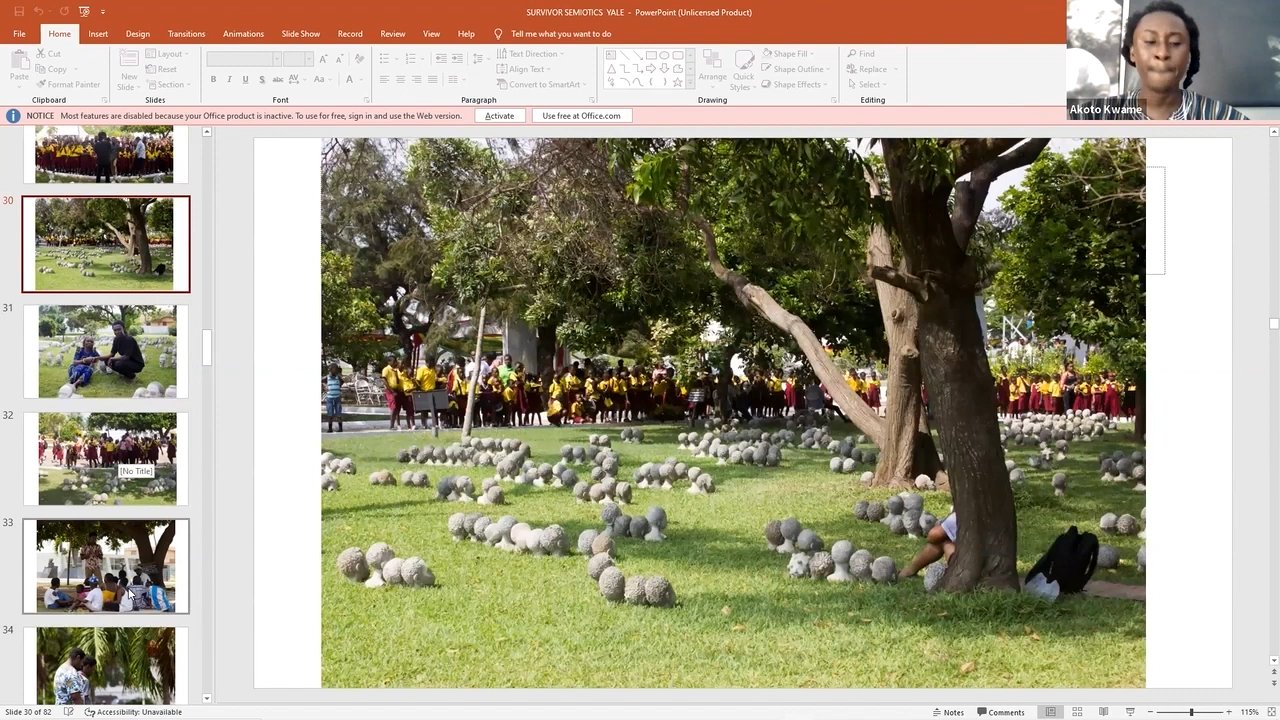 SURVIVOR SEMIOTICS YALE - PowerPoint (Unlicensed Product)
File Home Insert Design Transitions Animations Slide Show Record Review View Help Tell me what you want to do
Paste
Cut
Copy
Format Painter
Clipboard
New
Slide
Layout
Reset
Section
Slides
B I U S abc AV Aa A
Font
Text Direction
Align Text
Convert to SmartArt
Paragraph
Arrange
Quick
Styles
Shape Fill
Shape Outline
Shape Effects
Drawing
Find
Replace
Select
Editing
Akoto Kwame
NOTICE Most features are disabled because your Office product is inactive. To use for free, sign in and use the Web version. Activate Use free at Office.com
30
31
32
[No Title]
33
34
Slide 30 of 82 Accessibility: Unavailable Notes Comments 115%